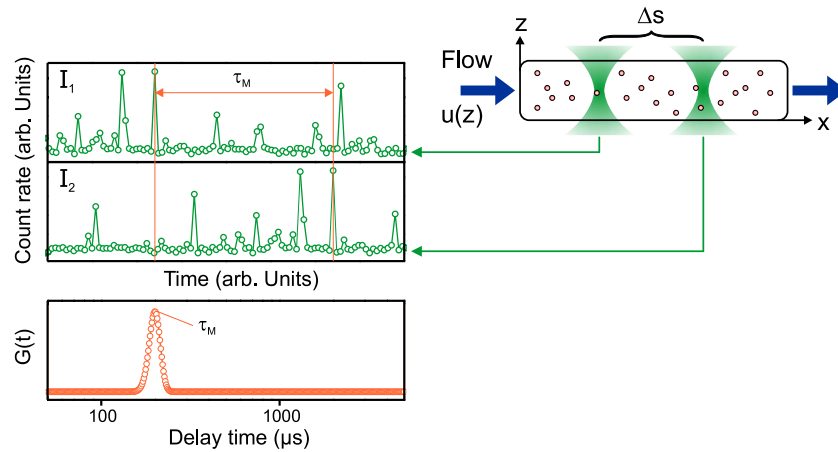 Δs
z
Flow
u(z)
x
I₁
τM
Count rate (arb. Units)
I₂
Time (arb. Units)
G(t)
τM
100
1000
Delay time (µs)